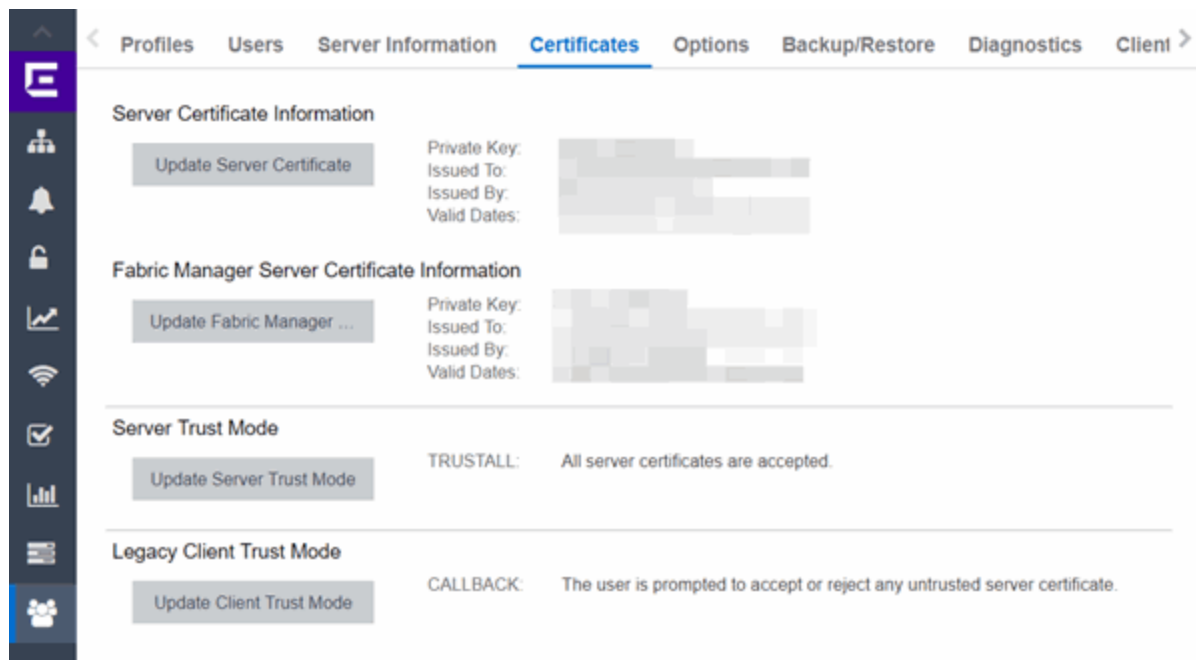 Profiles Users Server Information Certificates Options Backup/Restore Diagnostics Client
Server Certificate Information
Update Server Certificate
Private Key:
Issued To:
Issued By:
Valid Dates:
Fabric Manager Server Certificate Information
Update Fabric Manager ...
Private Key:
Issued To:
Issued By:
Valid Dates:
Server Trust Mode
Update Server Trust Mode
TRUSTALL: All server certificates are accepted.
Legacy Client Trust Mode
Update Client Trust Mode
CALLBACK: The user is prompted to accept or reject any untrusted server certificate.